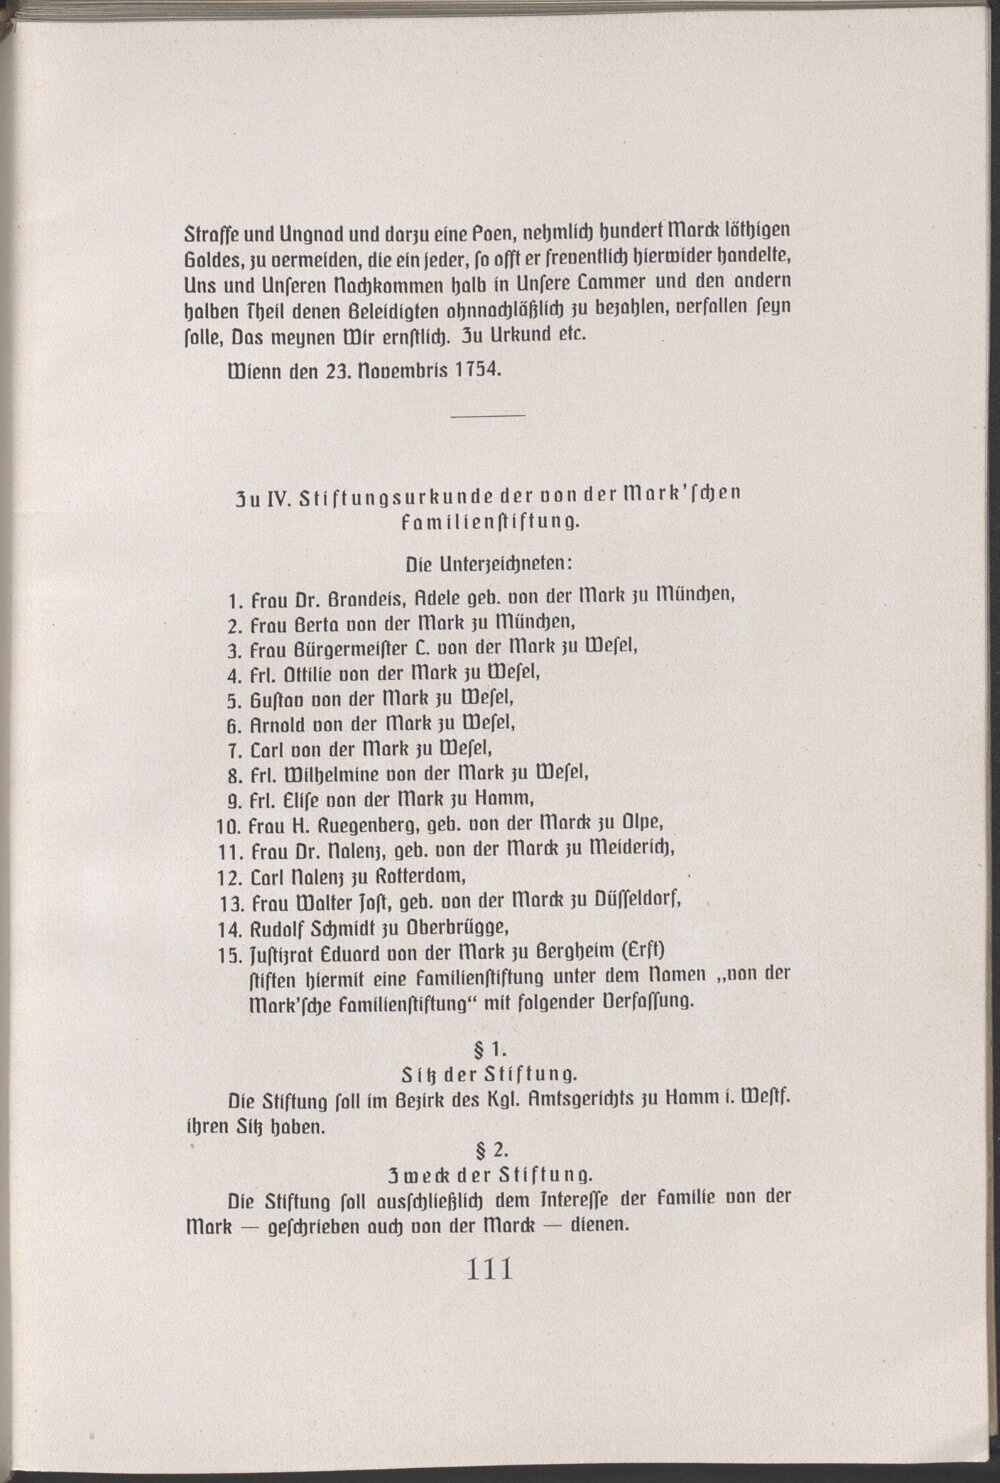 Straffe und Ungnad und darzu eine Poen, nehmlich hundert Marck löthigen
Goldes, zu vermeiden, die ein jeder, so offt er freventlich hierwider handelte,
Uns und Unseren Nachkommen halb in Unsere Cammer und den andern
halben Theil denen Beleidigten ohnnachläßlich zu bezahlen, verfallen seyn
solle, Das meynen Wir ernstlich. Zu Urkund etc.
Wienn den 23. Novembris 1754.
Zu IV. Stiftungsurkunde der von der Mark'schen
Familienstiftung.
Die Unterzeichneten:
1. Frau Dr. Brandeis, Adele geb. von der Mark zu München,
2. Frau Berta von der Mark zu München,
3. Frau Bürgermeister C. von der Mark zu Wesel,
4. Frl. Ottilie von der Mark zu Wesel,
5. Gustav von der Mark zu Wesel,
6. Arnold von der Mark zu Wesel,
7. Carl von der Mark zu Wesel,
8. Frl. Wilhelmine von der Mark zu Wesel,
9. Frl. Elise von der Mark zu Hamm,
10. Frau H. Ruegenberg, geb. von der Marck zu Olpe,
11. Frau Dr. Nalenz, geb. von der Marck zu Meiderich,
12. Carl Nalenz zu Rotterdam,
13. Frau Walter Jost, geb. von der Marck zu Düsseldorf,
14. Rudolf Schmidt zu Oberbrügge,
15. Justizrat Eduard von der Mark zu Bergheim (Erft)
stiften hiermit eine Familienstiftung unter dem Namen „von der
Mark'sche Familienstiftung“ mit folgender Verfassung.
§ 1.
Sitz der Stiftung.
Die Stiftung soll im Bezirk des Kgl. Amtsgerichts zu Hamm i. Westf.
ihren Sitz haben.
§ 2.
Zweck der Stiftung.
Die Stiftung soll ausschließlich dem Interesse der Familie von der
Mark — geschrieben auch von der Marck — dienen.
111